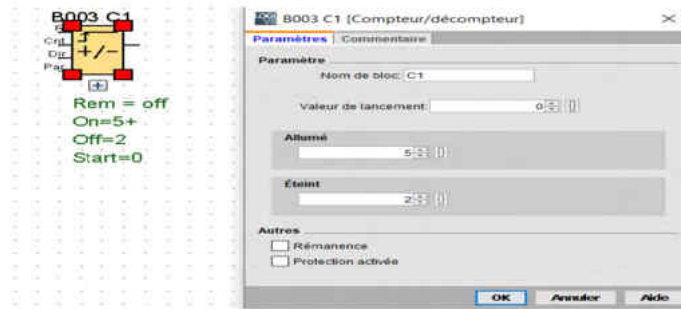 B003 C1
R
Cnt
Dir
Par
+/-
Rem = off
On=5+
Off=2
Start=0
B003 C1 [Compteur/décompteur]
Paramètres Commentaire
Paramètre
Nom de bloc: C1
Valeur de lancement: 0
Allumé
5
Éteint
2
Autres
Rémanence
Protection activée
OK Annuler Aide